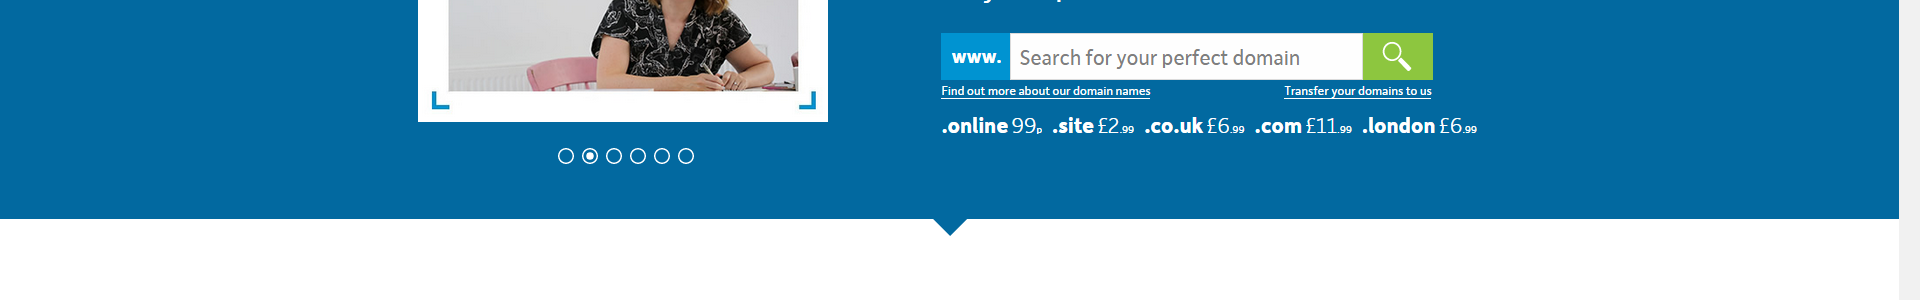 www. Search for your perfect domain
Find out more about our domain names Transfer your domains to us
.online 99p .site £2.99 .co.uk £6.99 .com £11.99 .london £6.99